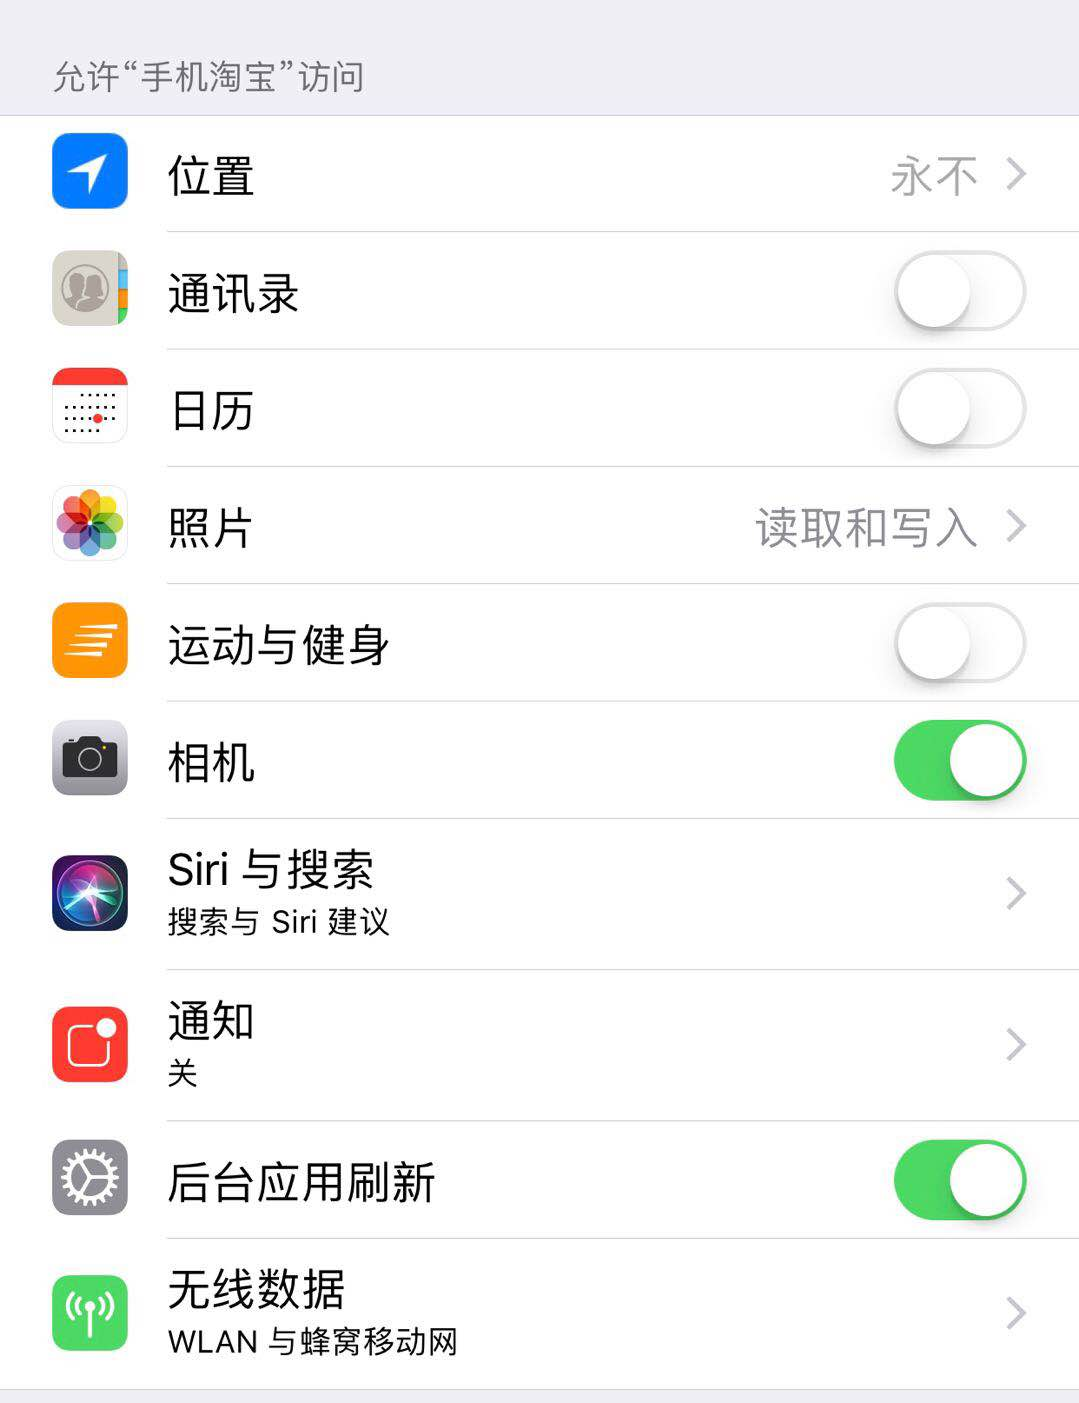 允许“手机淘宝”访问
位置 永不
通讯录
日历
照片 读取和写入
运动与健身
相机
Siri 与搜索
搜索与 Siri 建议
通知
关
后台应用刷新
无线数据
WLAN 与蜂窝移动网